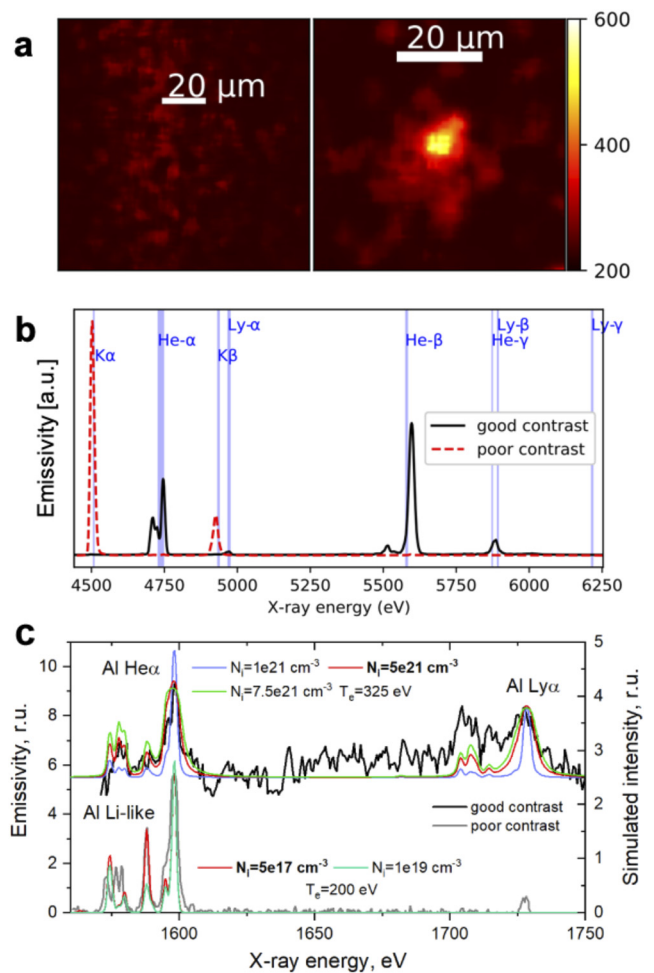 a
20 μm
20 μm
600
400
200
b
Emissivity [a.u.]
Kα
He-α
Ly-α
Kβ
He-β
Ly-β
He-γ
Ly-γ
good contrast
poor contrast
4500 4750 5000 5250 5500 5750 6000 6250
X-ray energy (eV)
c
Emissivity, r.u.
10
8
6
4
2
0
Al Heα
Nᵢ=1e21 cm⁻³ Nᵢ=5e21 cm⁻³
Nᵢ=7.5e21 cm⁻³ Tₑ=325 eV
Al Lyα
Al Li-like
good contrast
poor contrast
Nᵢ=5e17 cm⁻³ Nᵢ=1e19 cm⁻³
Tₑ=200 eV
5
4
3
2
1
0
Simulated intensity, r.u.
1600 1650 1700 1750
X-ray energy, eV